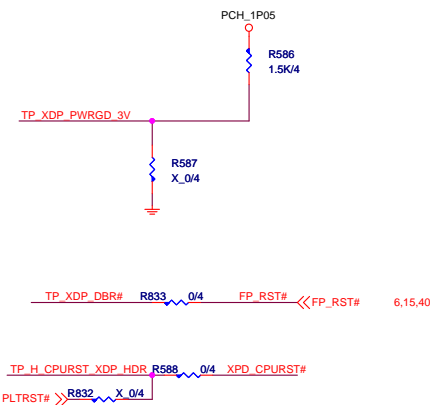 PCH_1P05
R586
1.5K/4
TP_XDP_PWRGD_3V
R587
X_0/4
TP_XDP_DBR# R833 0/4 FP_RST# FP_RST# 6,15,40
TP_H_CPURST_XDP_HDR R588 0/4 XPD_CPURST#
PLTRST# R832 X_0/4